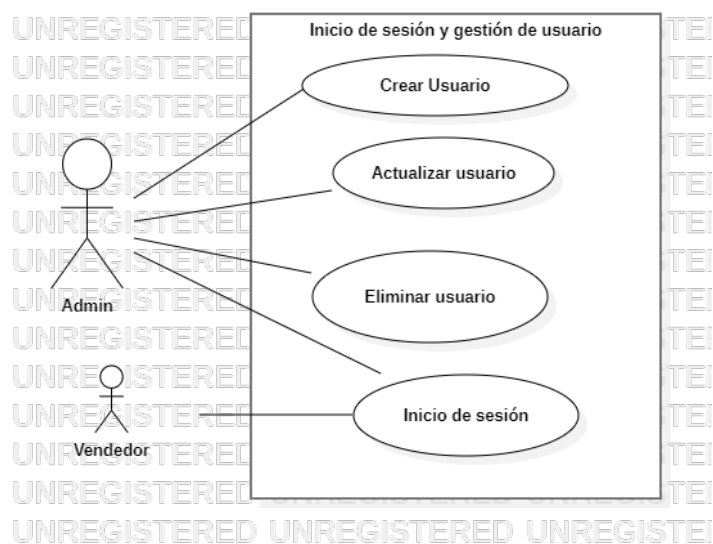 UNREGISTERED
Inicio de sesión y gestión de usuario
Crear Usuario
Actualizar usuario
Eliminar usuario
Admin
Inicio de sesión
Vendedor
UNREGISTERED UNREGISTERED UNREGISTERED